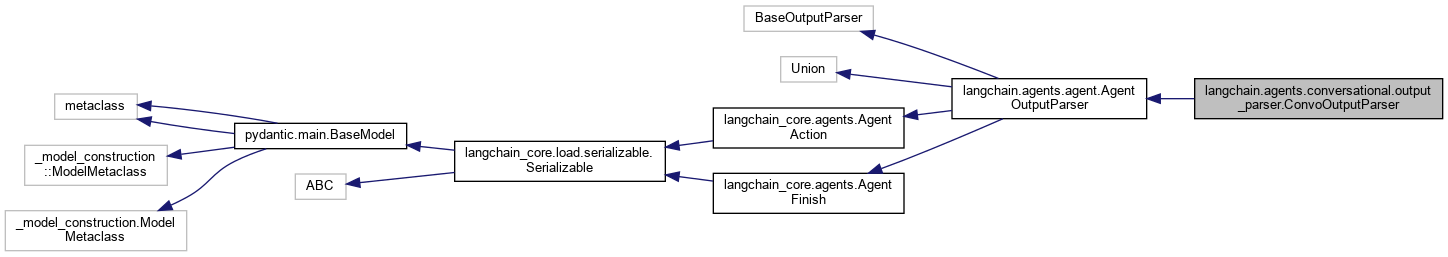 BaseOutputParser
Union
langchain.agents.agent.Agent
OutputParser
langchain.agents.conversational.output
_parser.ConvoOutputParser
metaclass
pydantic.main.BaseModel
langchain_core.agents.Agent
Action
_model_construction
::ModelMetaclass
langchain_core.load.serializable.
Serializable
ABC
langchain_core.agents.Agent
Finish
_model_construction.Model
Metaclass